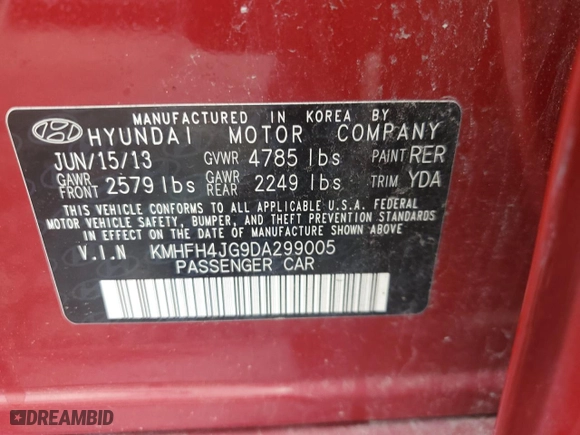 MANUFACTURED IN KOREA BY
HYUNDAI MOTOR COMPANY
JUN/15/13 GVWR 4785 lbs PAINT RER
GAWR FRONT 2579 lbs GAWR REAR 2249 lbs TRIM YDA
THIS VEHICLE CONFORMS TO ALL APPLICABLE U.S.A. FEDERAL
MOTOR VEHICLE SAFETY, BUMPER, AND THEFT PREVENTION STANDARDS
IN EFFECT ON THE DATE OF MANUFACTURE SHOWN ABOVE.
V.I.N KMHFH4JG9DA299005
PASSENGER CAR
DREAMBID